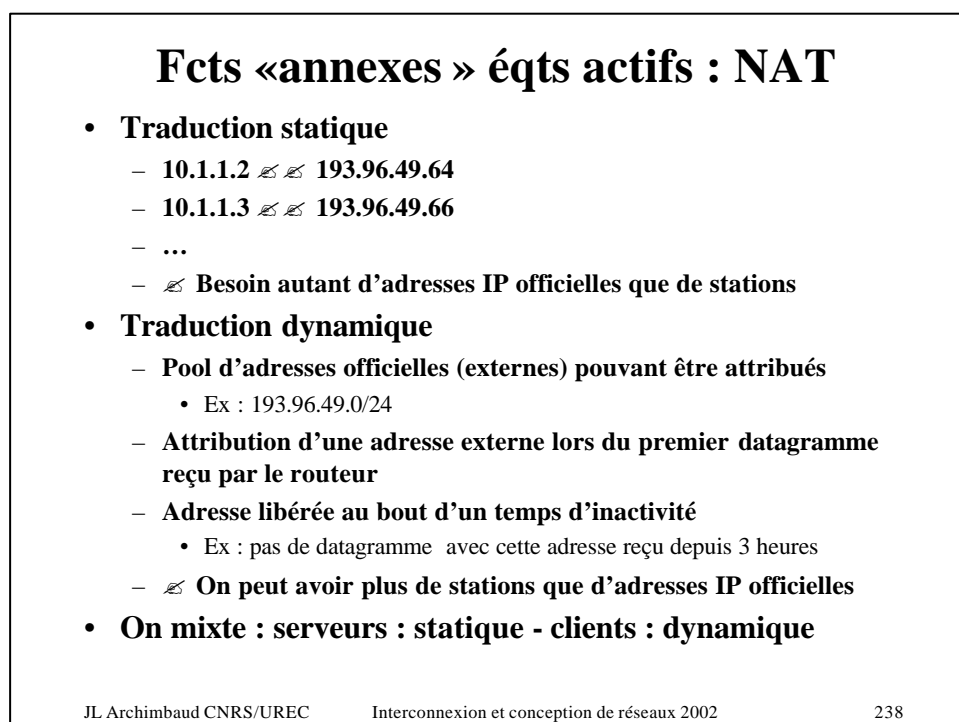 Fcts «annexes » éqts actifs : NAT
• Traduction statique
– 10.1.1.2 ✍ ✍ 193.96.49.64
– 10.1.1.3 ✍ ✍ 193.96.49.66
– …
– ✍ Besoin autant d’adresses IP officielles que de stations
• Traduction dynamique
– Pool d’adresses officielles (externes) pouvant être attribués
• Ex : 193.96.49.0/24
– Attribution d’une adresse externe lors du premier datagramme
reçu par le routeur
– Adresse libérée au bout d’un temps d’inactivité
• Ex : pas de datagramme avec cette adresse reçu depuis 3 heures
– ✍ On peut avoir plus de stations que d’adresses IP officielles
• On mixte : serveurs : statique - clients : dynamique
JL Archimbaud CNRS/UREC Interconnexion et conception de réseaux 2002 238